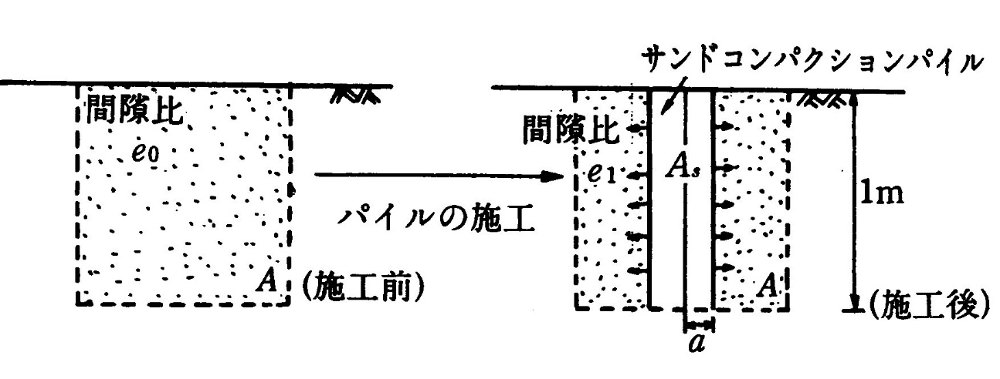 間隙比
e₀
A
(施工前)
パイルの施工
サンドコンパクションパイル
間隙比
e₁
Aₛ
A
1m
a
(施工後)